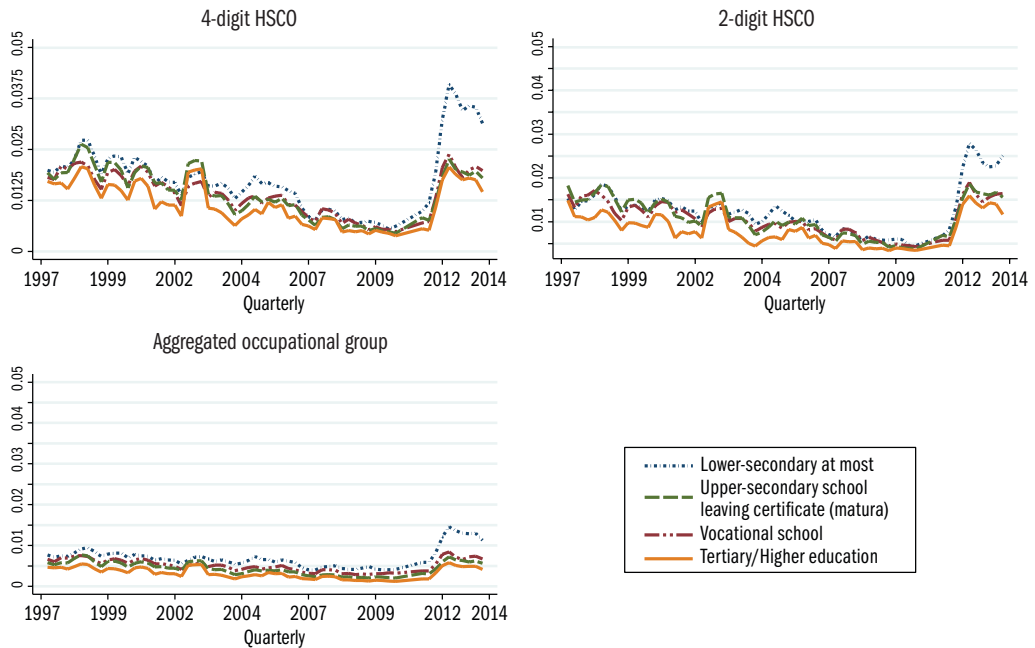 4-digit HSCO
0.05
0.0375
0.025
0.0125
0
1997 1999 2002 2004 2007 2009 2012 2014
Quarterly
2-digit HSCO
0.05
0.04
0.03
0.02
0.01
1997 1999 2002 2004 2007 2009 2012 2014
Quarterly
Aggregated occupational group
0.05
0.04
0.03
0.02
0.01
0
1997 1999 2002 2004 2007 2009 2012 2014
Quarterly
Lower-secondary at most
Upper-secondary school
leaving certificate (matura)
Vocational school
Tertiary/Higher education